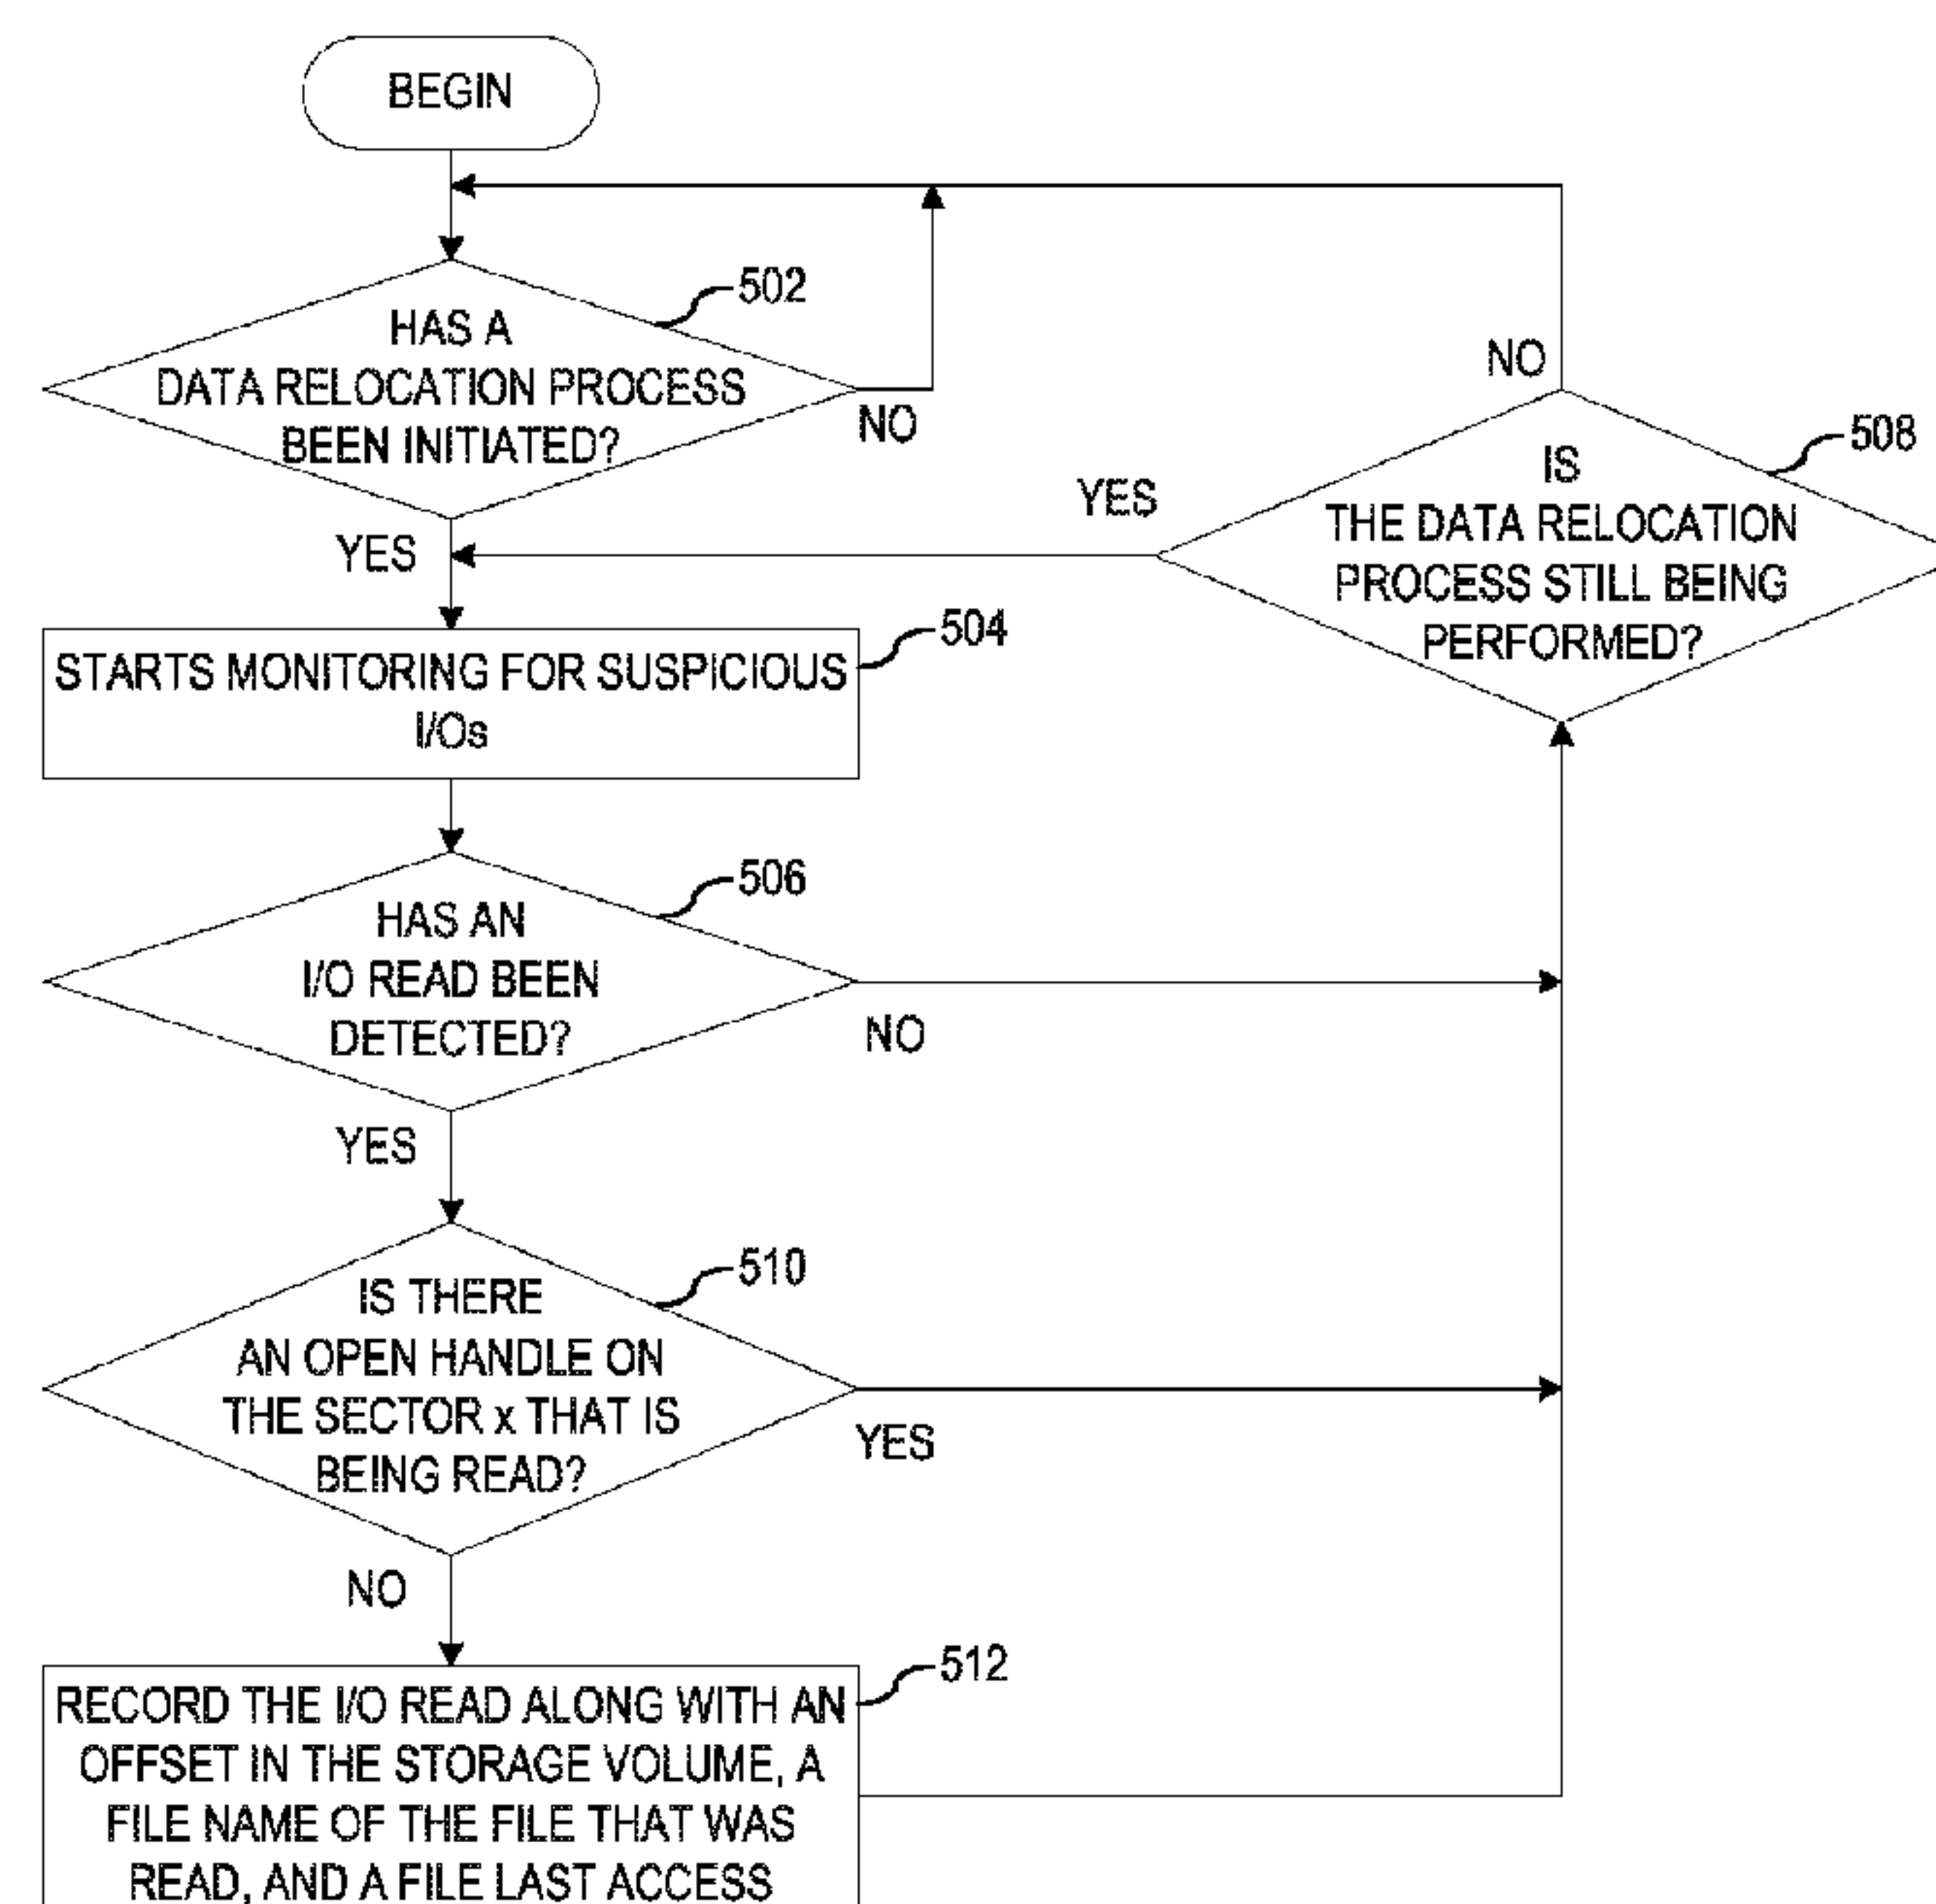 BEGIN
502
HAS A
DATA RELOCATION PROCESS
BEEN INITIATED?
NO
YES
NO
508
IS
THE DATA RELOCATION
PROCESS STILL BEING
PERFORMED?
YES
504
STARTS MONITORING FOR SUSPICIOUS
I/Os
506
HAS AN
I/O READ BEEN
DETECTED?
NO
YES
510
IS THERE
AN OPEN HANDLE ON
THE SECTOR x THAT IS
BEING READ?
YES
NO
512
RECORD THE I/O READ ALONG WITH AN
OFFSET IN THE STORAGE VOLUME, A
FILE NAME OF THE FILE THAT WAS
READ, AND A FILE LAST ACCESS